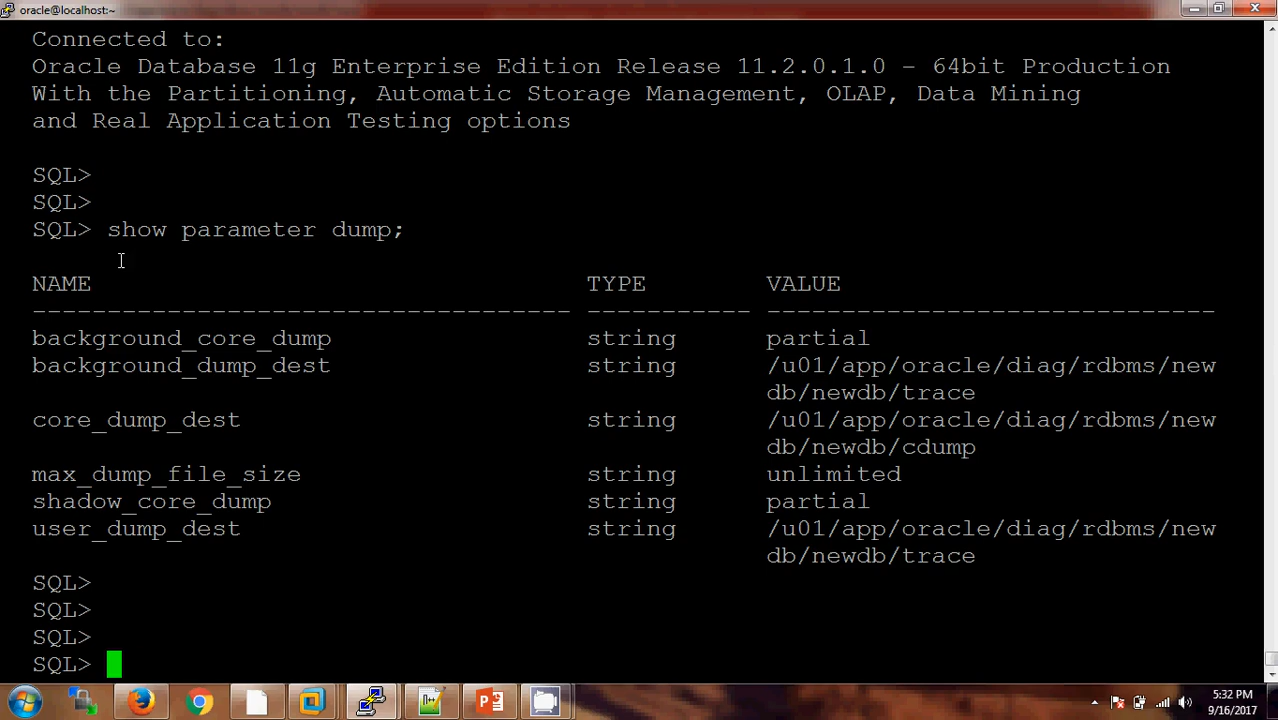 oracle@localhost:~
Connected to:
Oracle Database 11g Enterprise Edition Release 11.2.0.1.0 - 64bit Production
With the Partitioning, Automatic Storage Management, OLAP, Data Mining
and Real Application Testing options
SQL>
SQL>
SQL> show parameter dump;
NAME TYPE VALUE
------------------------------------ ----------- ------------------------------
background_core_dump string partial
background_dump_dest string /u01/app/oracle/diag/rdbms/new
db/newdb/trace
core_dump_dest string /u01/app/oracle/diag/rdbms/new
db/newdb/cdump
max_dump_file_size string unlimited
shadow_core_dump string partial
user_dump_dest string /u01/app/oracle/diag/rdbms/new
db/newdb/trace
SQL>
SQL>
SQL>
SQL>
5:32 PM
9/16/2017